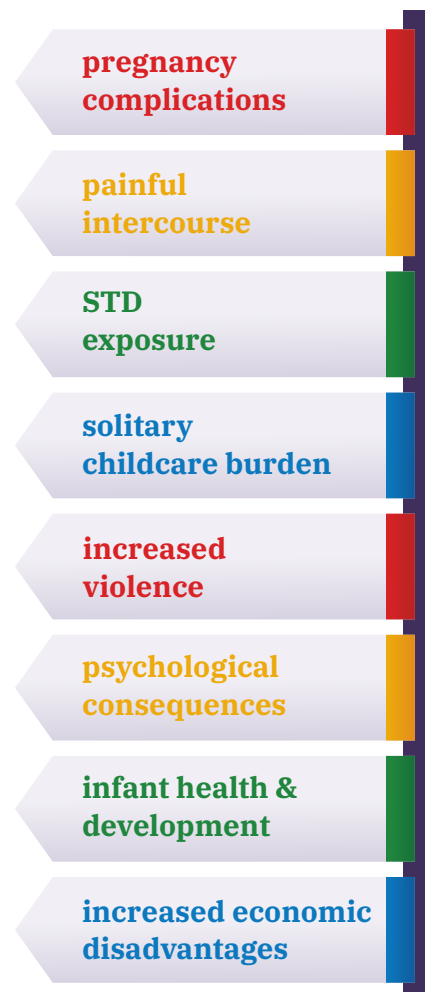 pregnancy
complications
painful
intercourse
STD
exposure
solitary
childcare burden
increased
violence
psychological
consequences
infant health &
development
increased economic
disadvantages